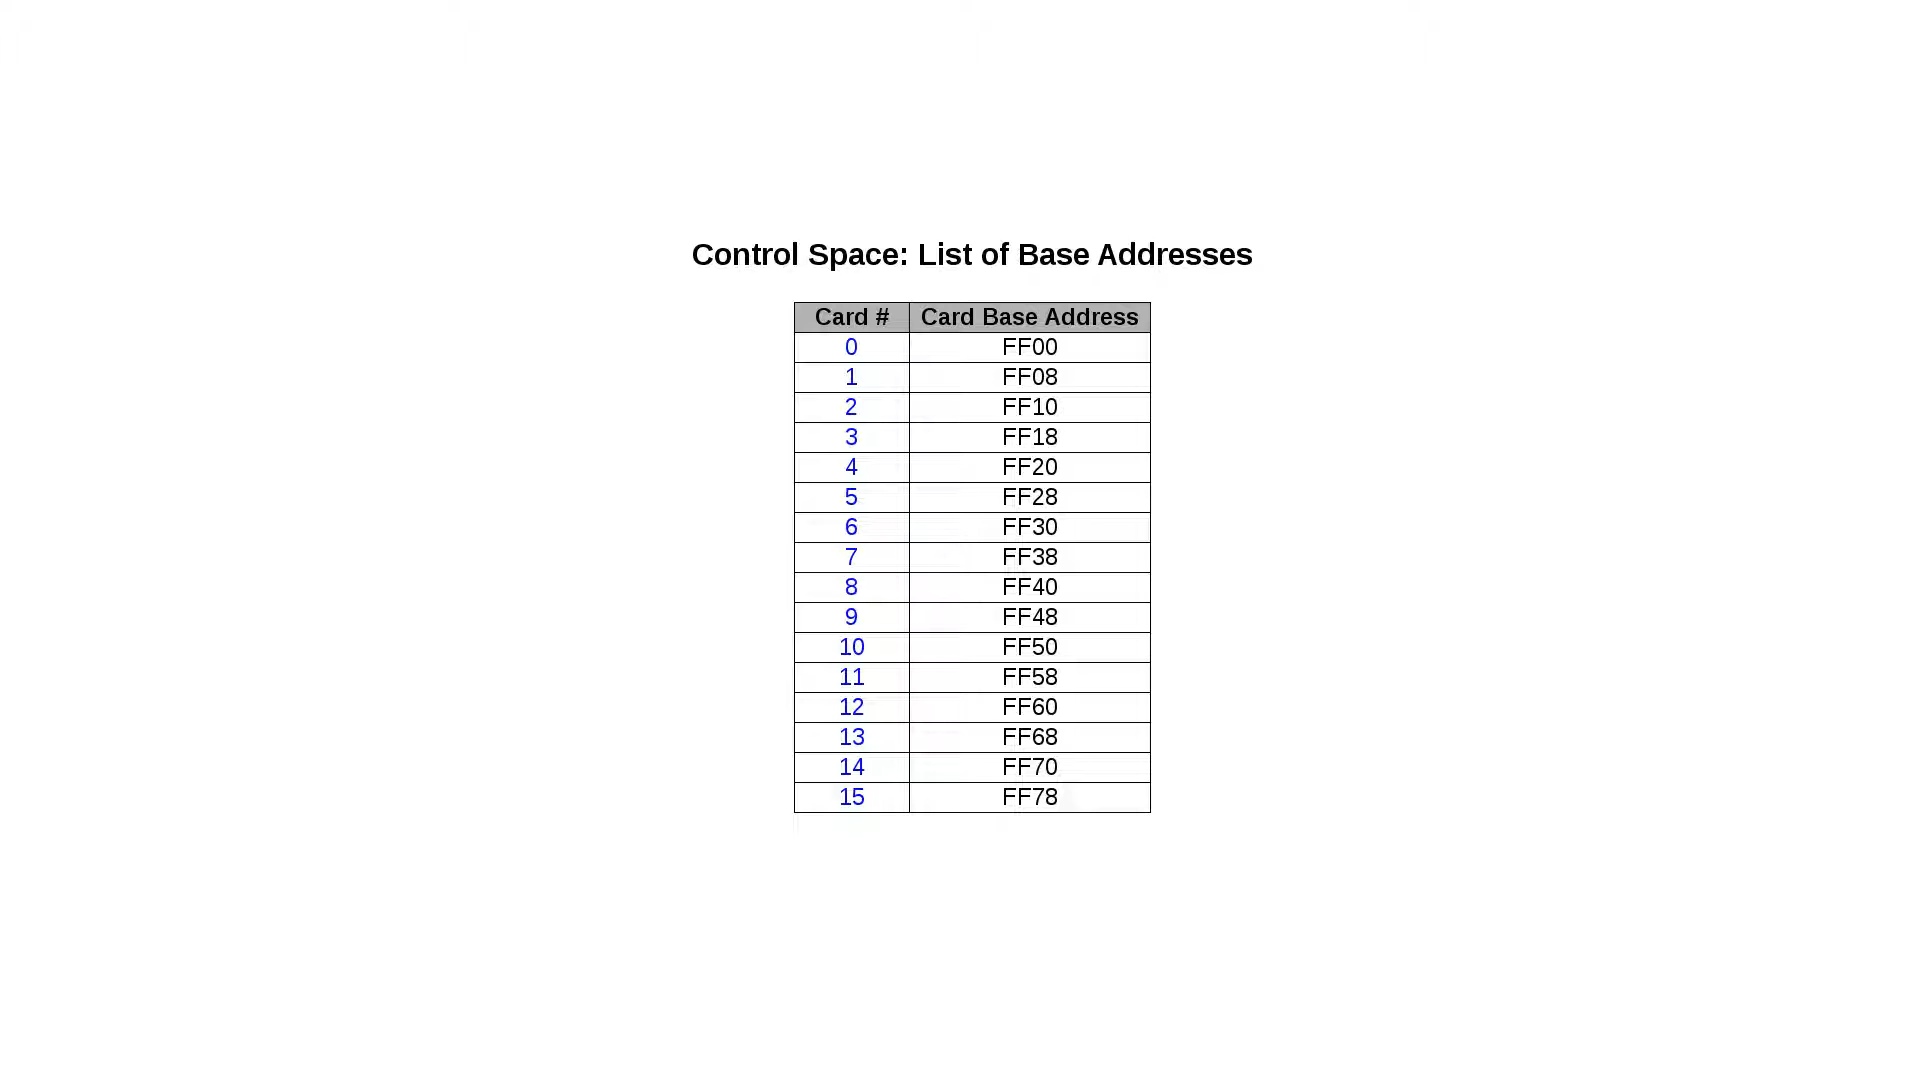 Control Space: List of Base Addresses
Card # Card Base Address
0 FF00
1 FF08
2 FF10
3 FF18
4 FF20
5 FF28
6 FF30
7 FF38
8 FF40
9 FF48
10 FF50
11 FF58
12 FF60
13 FF68
14 FF70
15 FF78